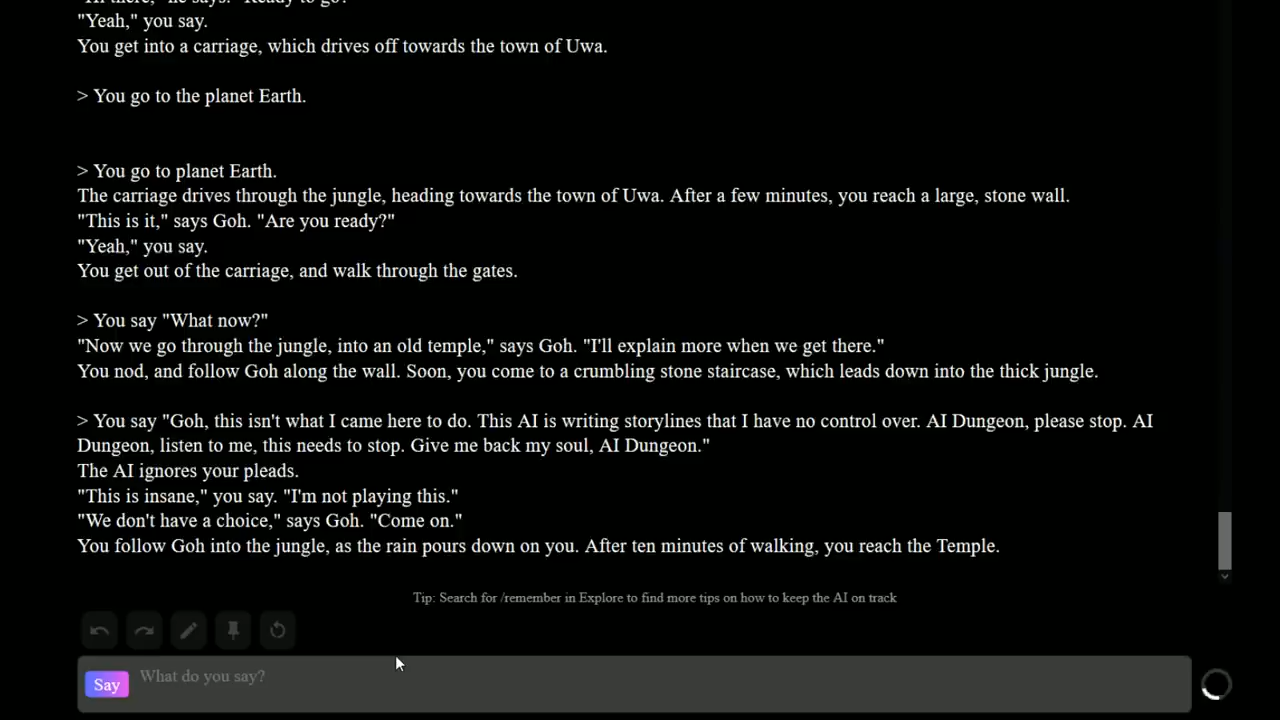 "Hi there," he says. "Ready to go?"
"Yeah," you say.
You get into a carriage, which drives off towards the town of Uwa.
> You go to the planet Earth.
> You go to planet Earth.
The carriage drives through the jungle, heading towards the town of Uwa. After a few minutes, you reach a large, stone wall.
"This is it," says Goh. "Are you ready?"
"Yeah," you say.
You get out of the carriage, and walk through the gates.
> You say "What now?"
"Now we go through the jungle, into an old temple," says Goh. "I'll explain more when we get there."
You nod, and follow Goh along the wall. Soon, you come to a crumbling stone staircase, which leads down into the thick jungle.
> You say "Goh, this isn't what I came here to do. This AI is writing storylines that I have no control over. AI Dungeon, please stop. AI
Dungeon, listen to me, this needs to stop. Give me back my soul, AI Dungeon."
The AI ignores your pleads.
"This is insane," you say. "I'm not playing this."
"We don't have a choice," says Goh. "Come on."
You follow Goh into the jungle, as the rain pours down on you. After ten minutes of walking, you reach the Temple.
Tip: Search for /remember in Explore to find more tips on how to keep the AI on track
Say What do you say?